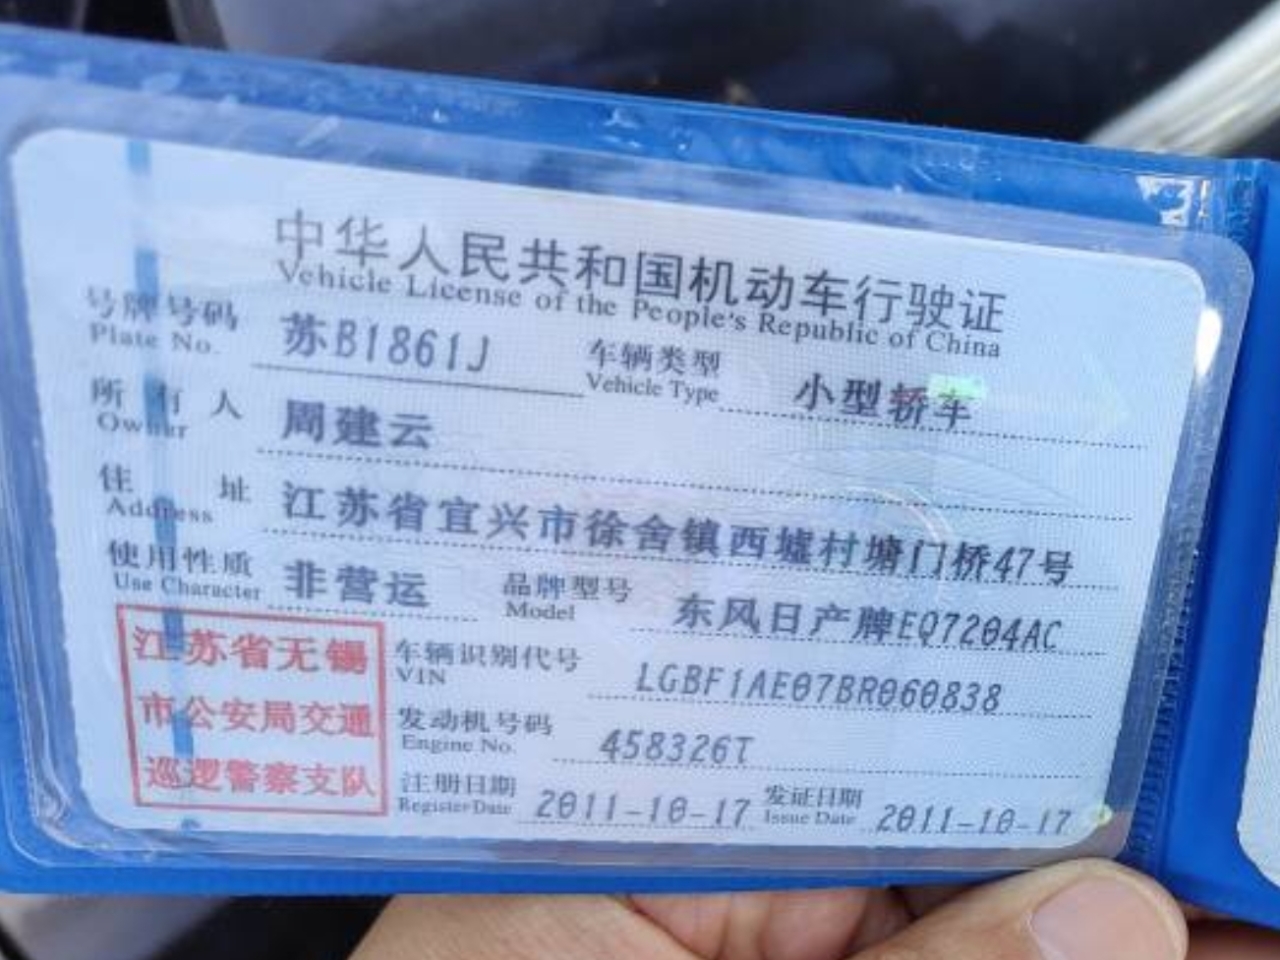 中华人民共和国机动车行驶证
Vehicle License of the People's Republic of China
号牌号码 苏B1861J 车辆类型 小型轿车
Plate No. Vehicle Type
所有人 周建云
Owner
住址 江苏省宜兴市徐舍镇西墟村塘门桥47号
Address
使用性质 非营运 品牌型号 东风日产牌EQ7204AC
Use Character Model
江苏省无锡
市公安局交通
巡逻警察支队
车辆识别代号 LGBF1AE07BR060838
VIN
发动机号码 458326T
Engine No.
注册日期 2011-10-17 发证日期 2011-10-17
Register Date Issue Date